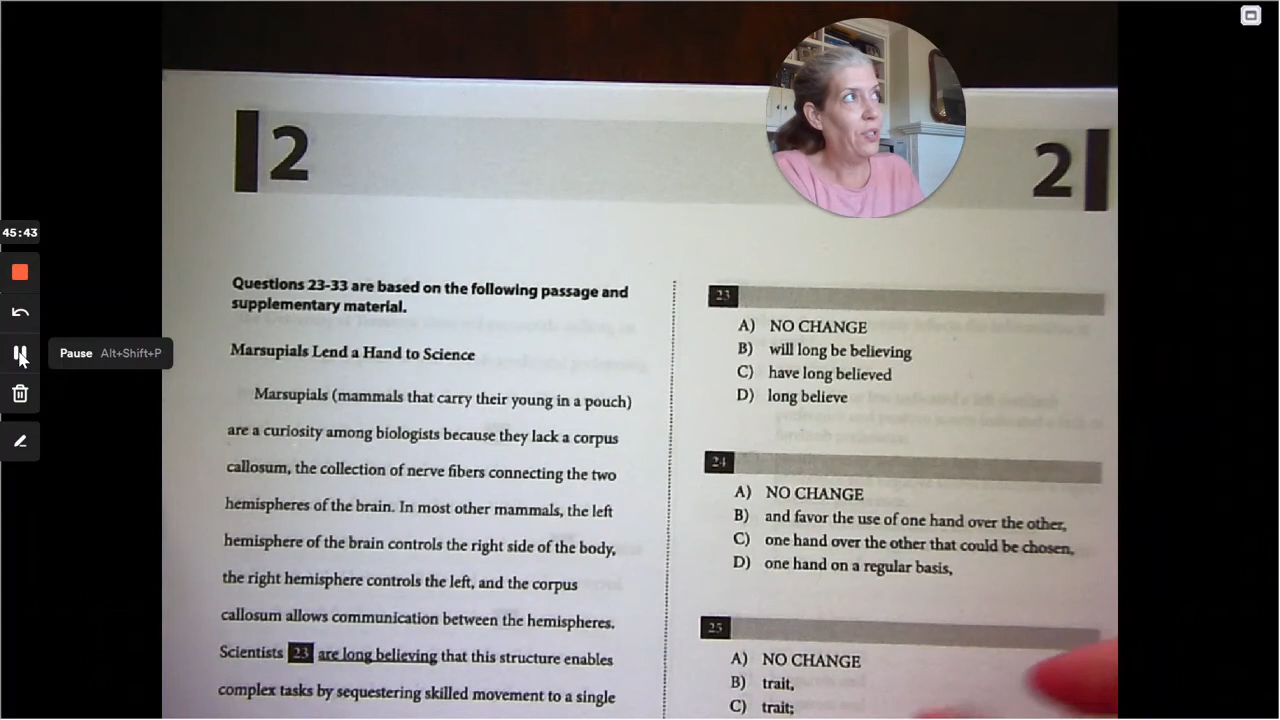 2
2
45:43
Pause Alt+Shift+P
Questions 23-33 are based on the following passage and
supplementary material.
Marsupials Lend a Hand to Science
Marsupials (mammals that carry their young in a pouch)
are a curiosity among biologists because they lack a corpus
callosum, the collection of nerve fibers connecting the two
hemispheres of the brain. In most other mammals, the left
hemisphere of the brain controls the right side of the body,
the right hemisphere controls the left, and the corpus
callosum allows communication between the hemispheres.
Scientists 23 are long believing that this structure enables
complex tasks by sequestering skilled movement to a single
23
A) NO CHANGE
B) will long be believing
C) have long believed
D) long believe
24
A) NO CHANGE
B) and favor the use of one hand over the other,
C) one hand over the other that could be chosen,
D) one hand on a regular basis,
25
A) NO CHANGE
B) trait,
C) trait;